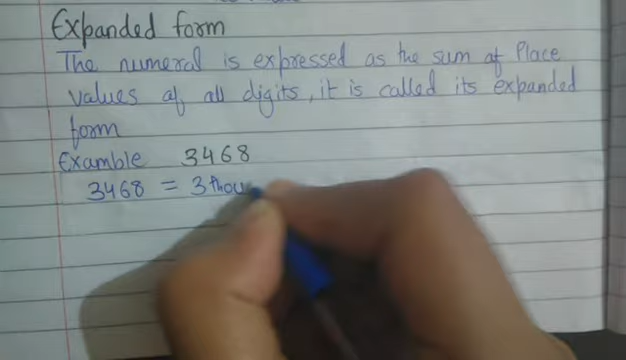 Expanded form
The numeral is expressed as the sum of Place
values of all digits, it is called its expanded
form
Examble 3468
3468 = 3 thou